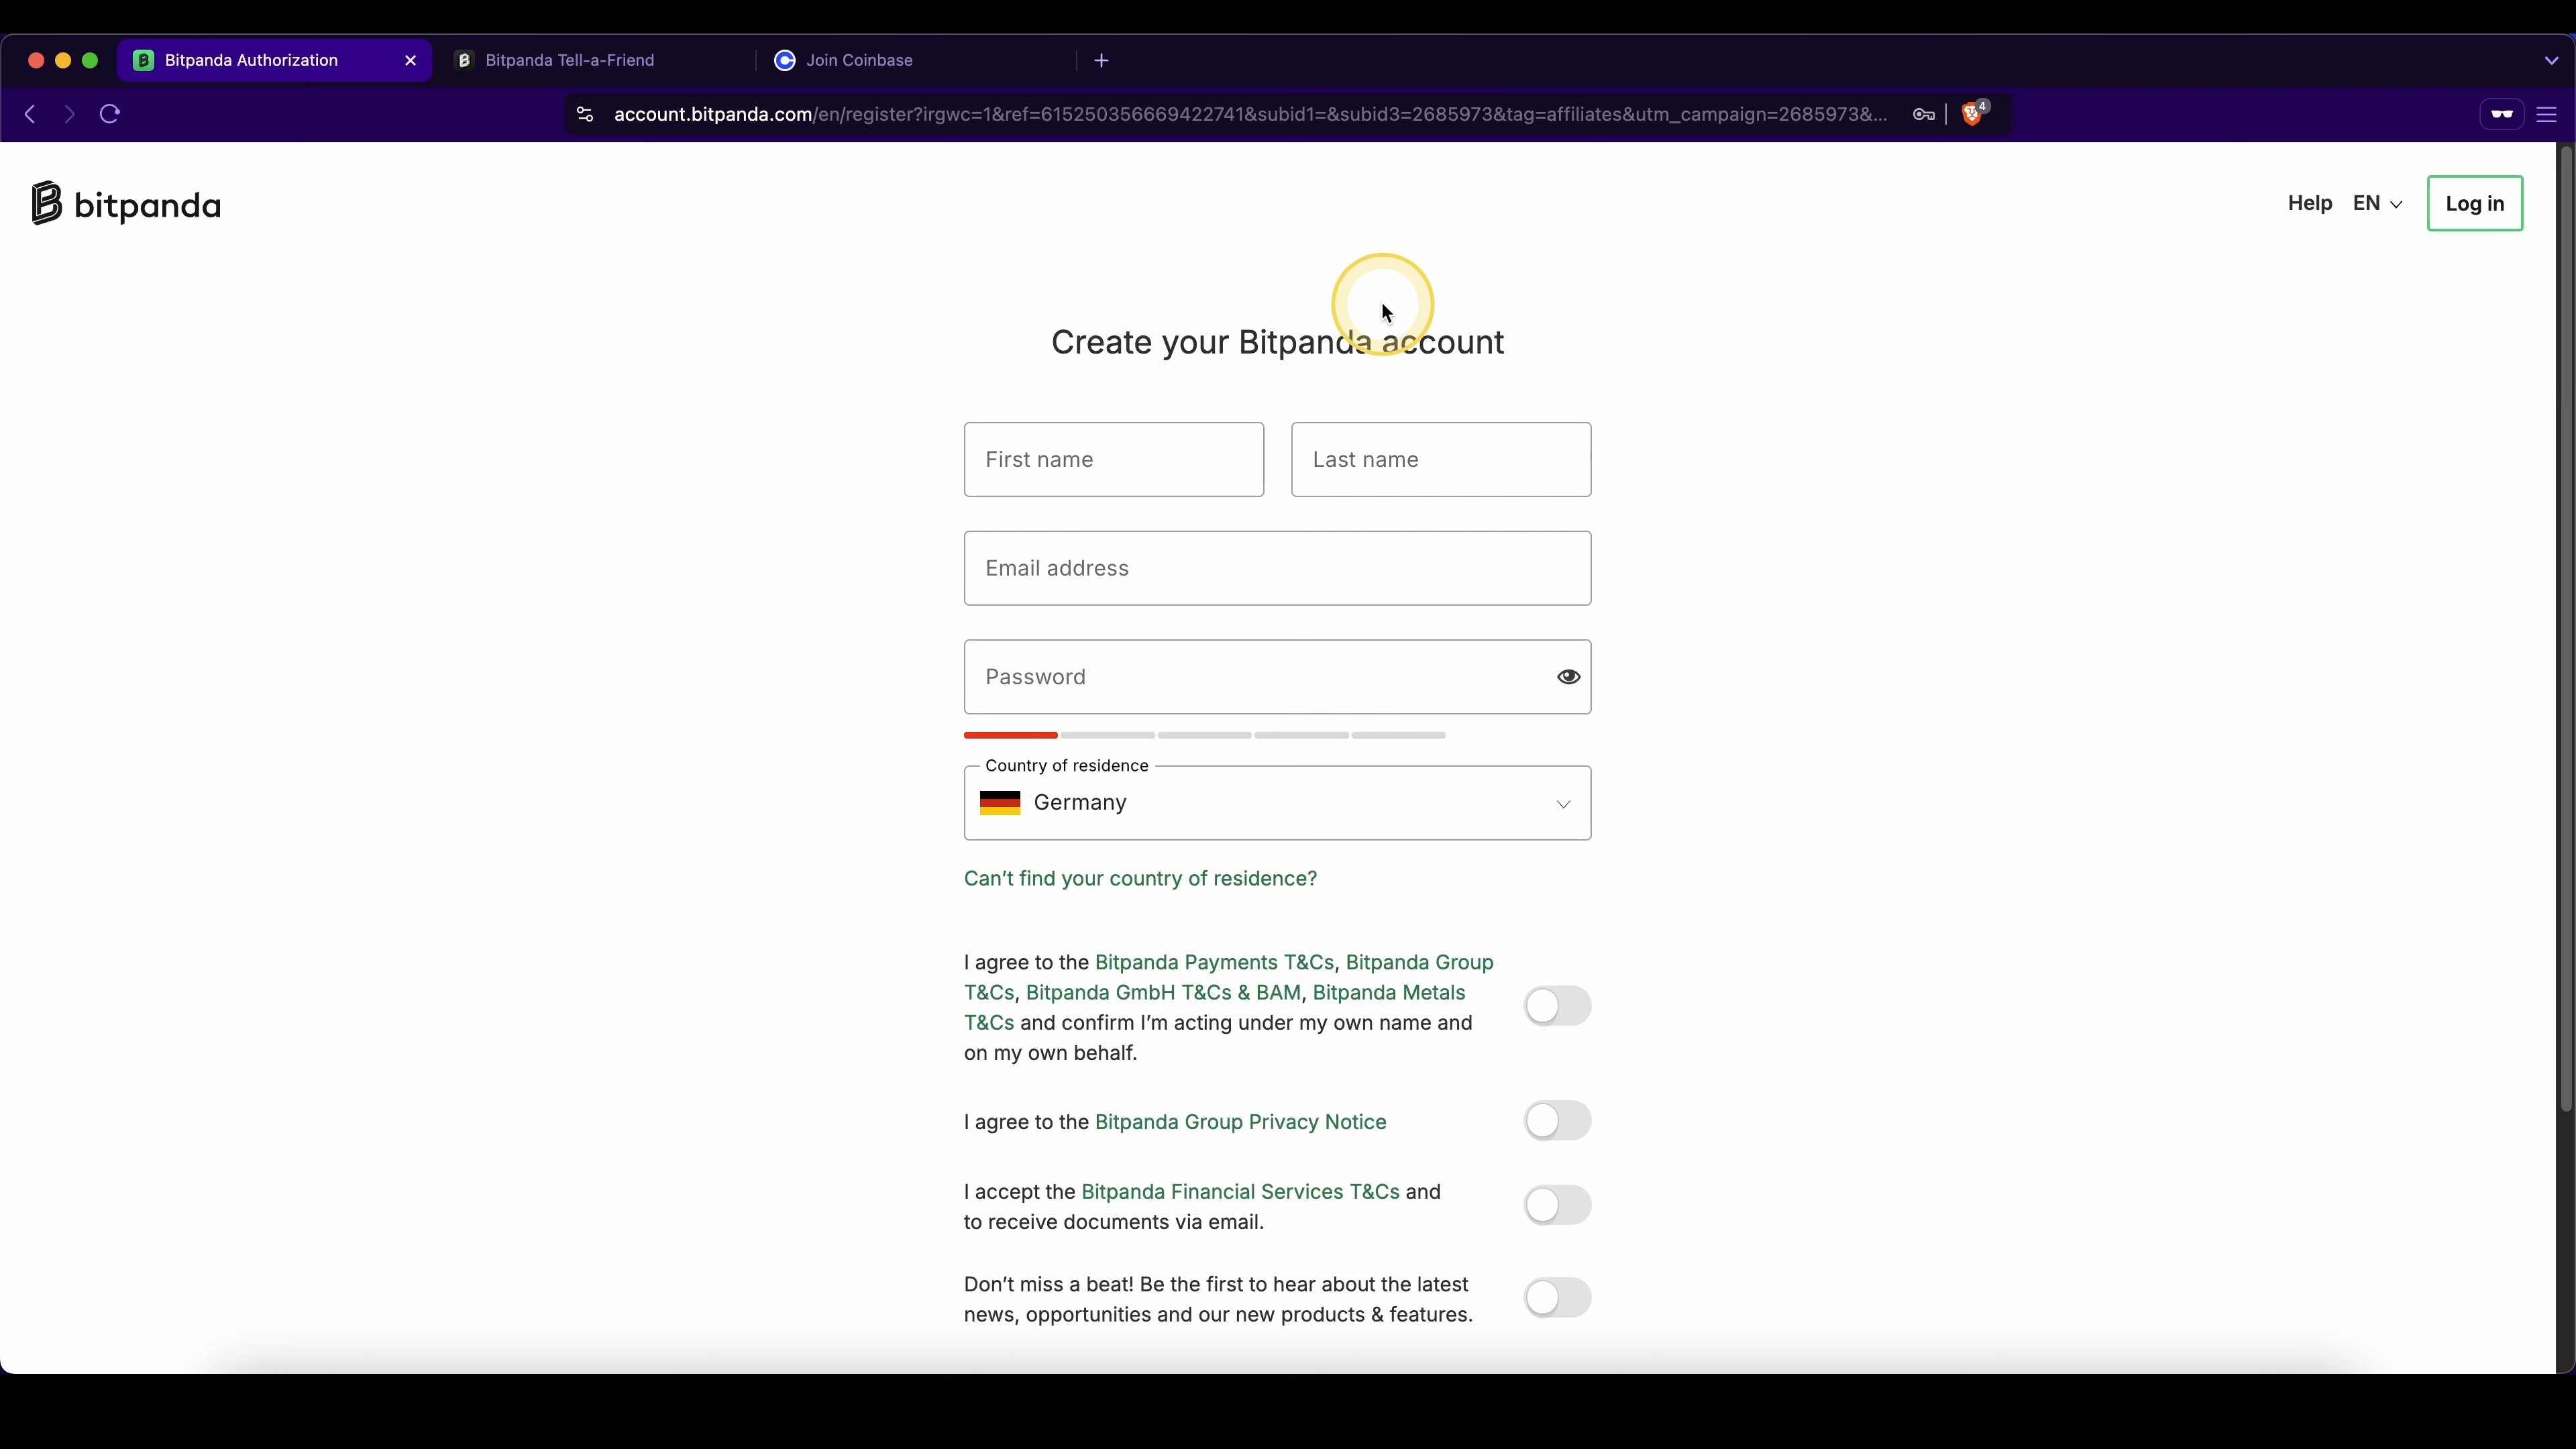 Bitpanda Authorization
Bitpanda Tell-a-Friend
Join Coinbase
account.bitpanda.com/en/register?irgwc=1&ref=615250356669422741&subid1=&subid3=2685973&tag=affiliates&utm_campaign=2685973&...
4
bitpanda
Help
EN
Log in
Create your Bitpanda account
First name
Last name
Email address
Password
Country of residence
Germany
Can't find your country of residence?
I agree to the Bitpanda Payments T&Cs, Bitpanda Group
T&Cs, Bitpanda GmbH T&Cs & BAM, Bitpanda Metals
T&Cs and confirm I'm acting under my own name and
on my own behalf.
I agree to the Bitpanda Group Privacy Notice
I accept the Bitpanda Financial Services T&Cs and
to receive documents via email.
Don't miss a beat! Be the first to hear about the latest
news, opportunities and our new products & features.